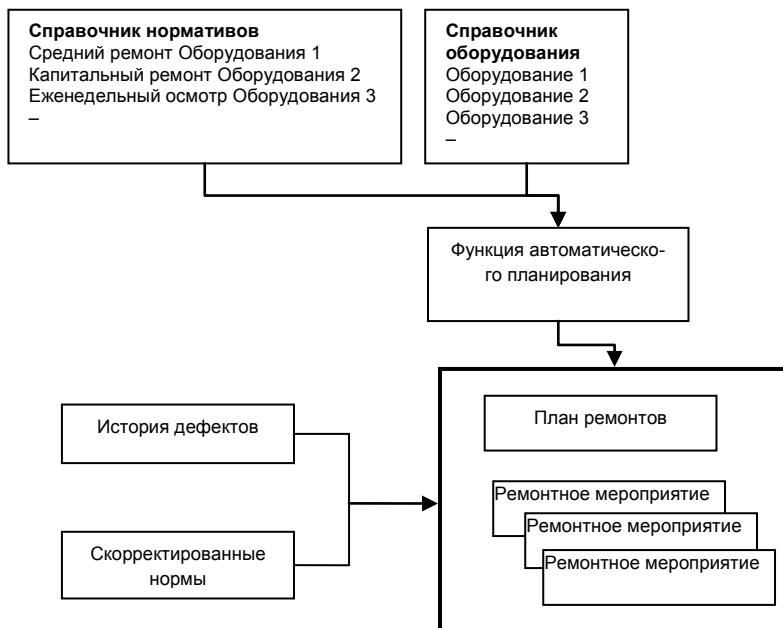 Справочник нормативов
Средний ремонт Оборудования 1
Капитальный ремонт Оборудования 2
Еженедельный осмотр Оборудования 3
–
Справочник
оборудования
Оборудование 1
Оборудование 2
Оборудование 3
–
Функция автоматическо-
го планирования
История дефектов
Скорректированные
нормы
План ремонтов
Ремонтное мероприятие
Ремонтное мероприятие
Ремонтное мероприятие